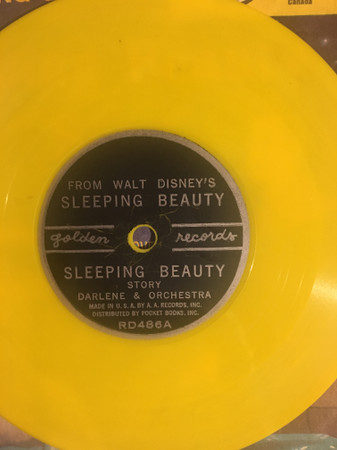 Canada
FROM WALT DISNEY'S
SLEEPING BEAUTY
golden records
SLEEPING BEAUTY
STORY
DARLENE & ORCHESTRA
MADE IN U.S.A. BY A. A. RECORDS, INC.
DISTRIBUTED BY POCKET BOOKS, INC.
RD486A